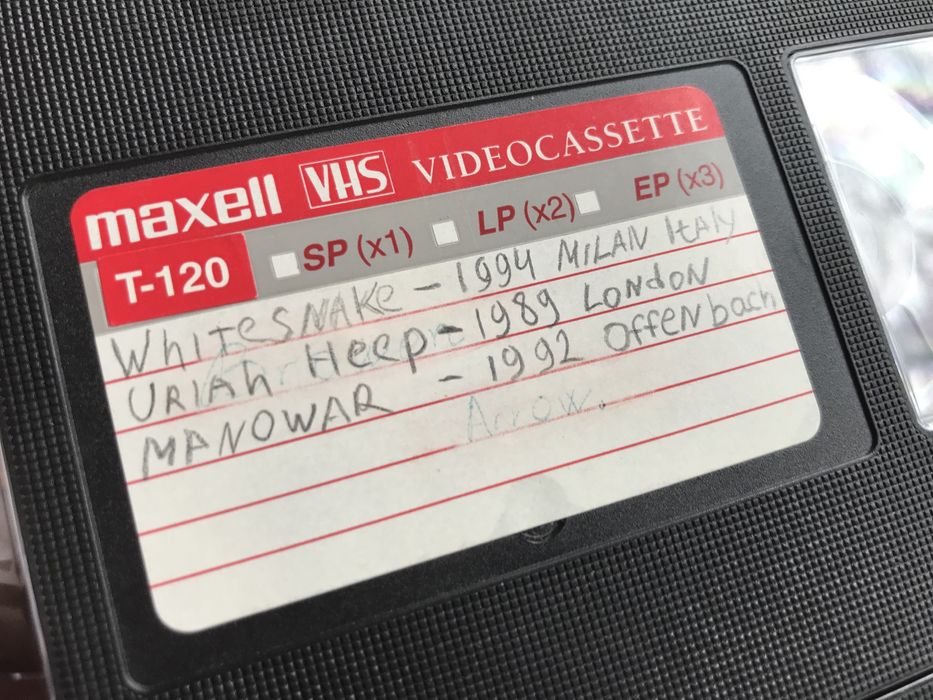 maxell VHS VIDEOCASSETTE
T-120 SP (x1) LP (x2) EP (x3)
WHITESNAKE - 1994 MILAN ITALY
URIAH HEEP - 1989 LONDON
MANOWAR - 1992 Offenbach
Arrow.